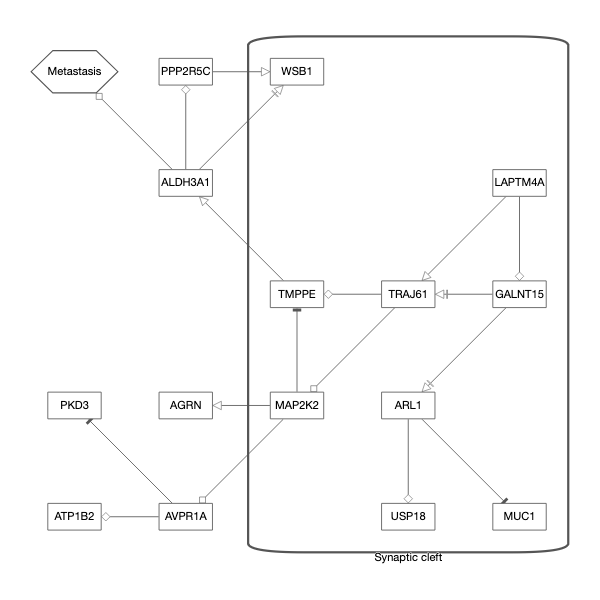 Metastasis
PPP2R5C
WSB1
ALDH3A1
LAPTM4A
TMPPE
TRAJ61
GALNT15
PKD3
AGRN
MAP2K2
ARL1
ATP1B2
AVPR1A
USP18
MUC1
Synaptic cleft